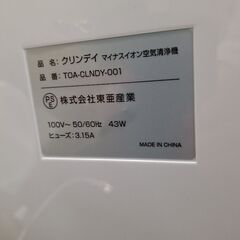 品名: クリンデイ マイナスイオン空気清浄機
品番: TOA-CLNDY-001
PSE
株式会社東亜産業
100V～ 50/60Hz 43W
ヒューズ: 3.15A
MADE IN CHINA